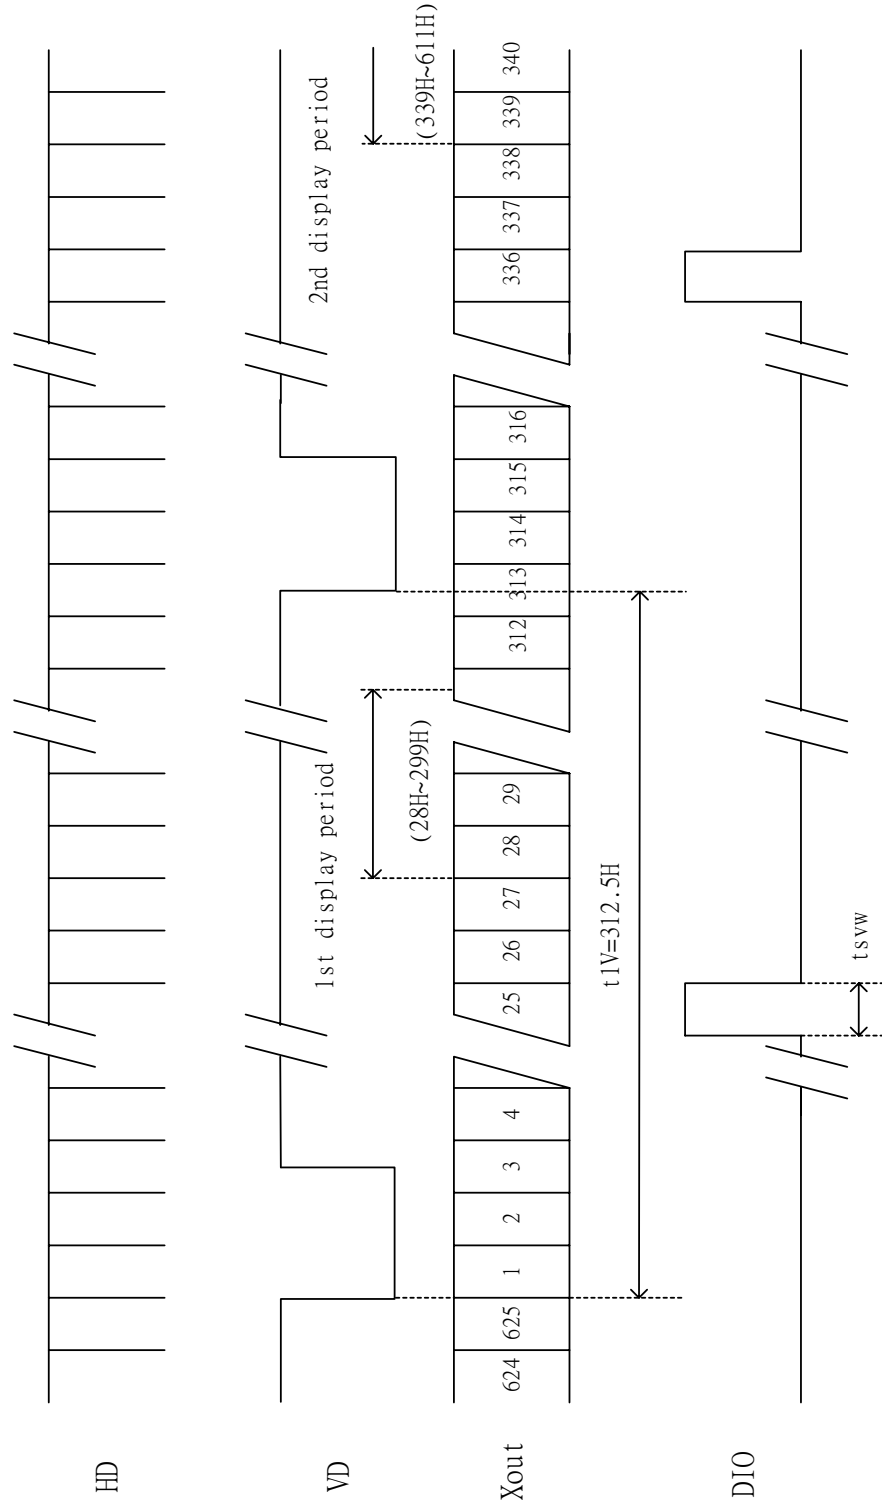 HD
VD
1st display period
2nd display period
(28H~299H)
(339H~611H)
Xout
624 625 1 2 3 4 25 26 27 28 29 312 313 314 315 316 336 337 338 339 340
t1V=312.5H
DIO
tsvw